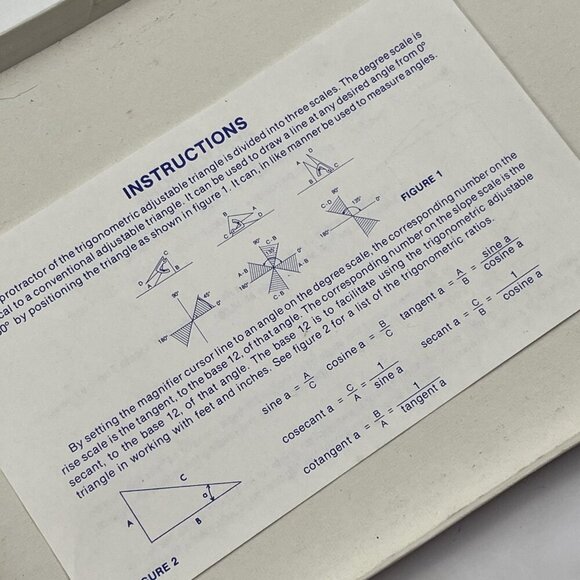 INSTRUCTIONS
protractor of the trigonometric adjustable triangle is divided into three scales. The degree scale is
cal to a conventional adjustable triangle. It can be used to draw a line at any desired angle from 0°
0° by positioning the triangle as shown in figure 1. It can, in like manner be used to measure angles.
FIGURE 1
By setting the magnifier cursor line to an angle on the degree scale, the corresponding number on the
rise scale is the tangent, to the base 12, of that angle. The corresponding number on the slope scale is the
secant, to the base 12, of that angle. The base 12 is to facilitate using the trigonometric adjustable
triangle in working with feet and inches. See figure 2 for a list of the trigonometric ratios.
sine a = A/C cosine a = B/C tangent a = A/B = sine a/cosine a
cosecant a = C/A = 1/sine a secant a = C/B = 1/cosine a
cotangent a = B/A = 1/tangent a
C
A
a
B
URE 2